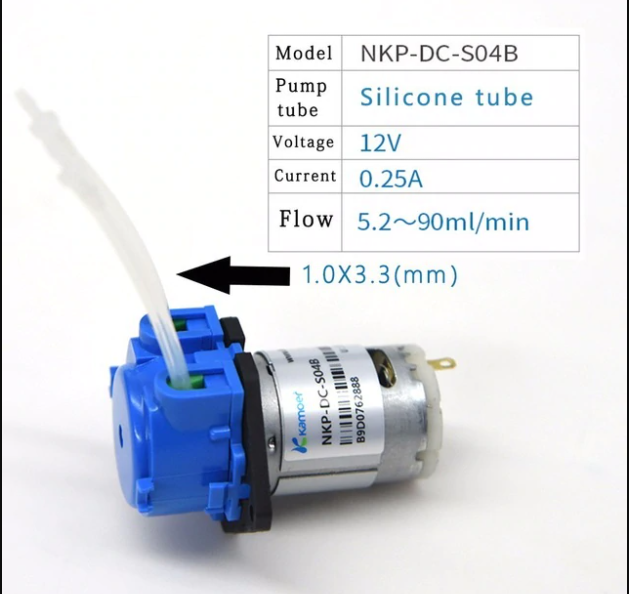 Model NKP-DC-S04B
Pump tube Silicone tube
Voltage 12V
Current 0.25A
Flow 5.2～90ml/min
1.0X3.3(mm)
Kamoer
NKP-DC-S04B
B9D0762888